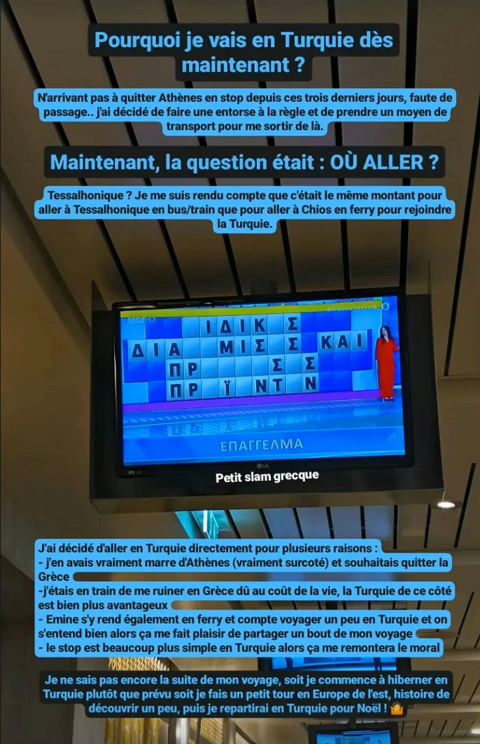 Pourquoi je vais en Turquie dès
maintenant ?
N'arrivant pas à quitter Athènes en stop depuis ces trois derniers jours, faute de
passage.. j'ai décidé de faire une entorse à la règle et de prendre un moyen de
transport pour me sortir de là.
Maintenant, la question était : OÙ ALLER ?
Tessalhonique ? Je me suis rendu compte que c'était le même montant pour
aller à Tessalhonique en bus/train que pour aller à Chios en ferry pour rejoindre
la Turquie.
ΙΔΙΚ Σ
ΔΙΑ ΜΙΣΣ ΚΑΙ
ΠΡ ΣΣ
ΠΡΪ ΝΤ Ν
ΕΠΑΓΓΕΛΜΑ
LG
Petit slam grecque
J'ai décidé d'aller en Turquie directement pour plusieurs raisons :
- j'en avais vraiment marre d'Athènes (vraiment surcoté) et souhaitais quitter la
Grèce
-j'étais en train de me ruiner en Grèce dû au coût de la vie, la Turquie de ce côté
est bien plus avantageux
- Emine s'y rend également en ferry et compte voyager un peu en Turquie et on
s'entend bien alors ça me fait plaisir de partager un bout de mon voyage
- le stop est beaucoup plus simple en Turquie alors ça me remontera le moral
Je ne sais pas encore la suite de mon voyage, soit je commence à hiberner en
Turquie plutôt que prévu soit je fais un petit tour en Europe de l'est, histoire de
découvrir un peu, puis je repartirai en Turquie pour Noël !